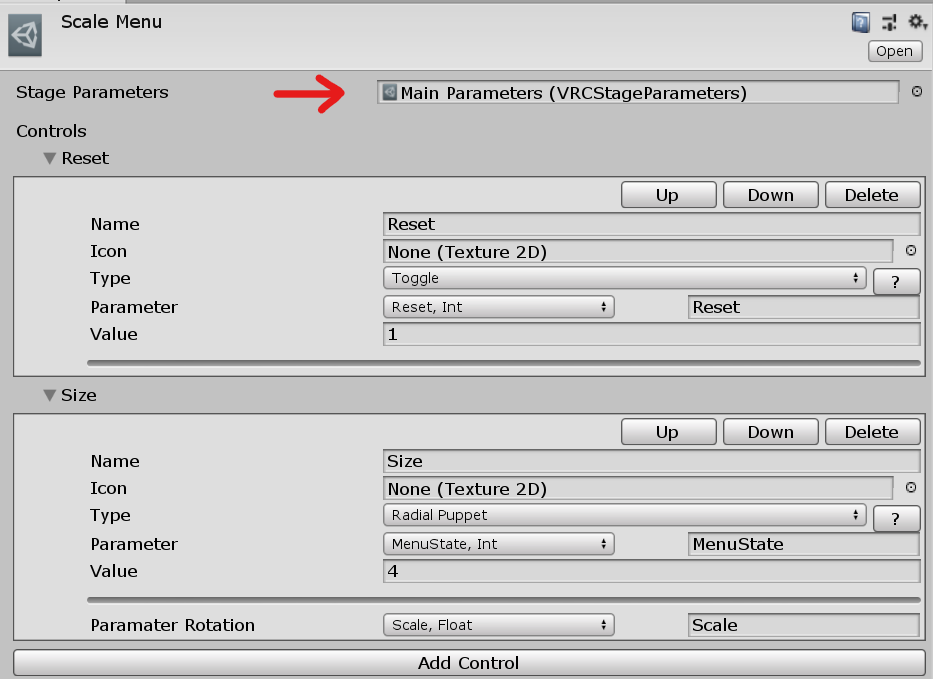 Scale Menu
Open
Stage Parameters Main Parameters (VRCStageParameters)
Controls
Reset
Up Down Delete
Name Reset
Icon None (Texture 2D)
Type Toggle ?
Parameter Reset, Int Reset
Value 1
Size
Up Down Delete
Name Size
Icon None (Texture 2D)
Type Radial Puppet ?
Parameter MenuState, Int MenuState
Value 4
Paramater Rotation Scale, Float Scale
Add Control